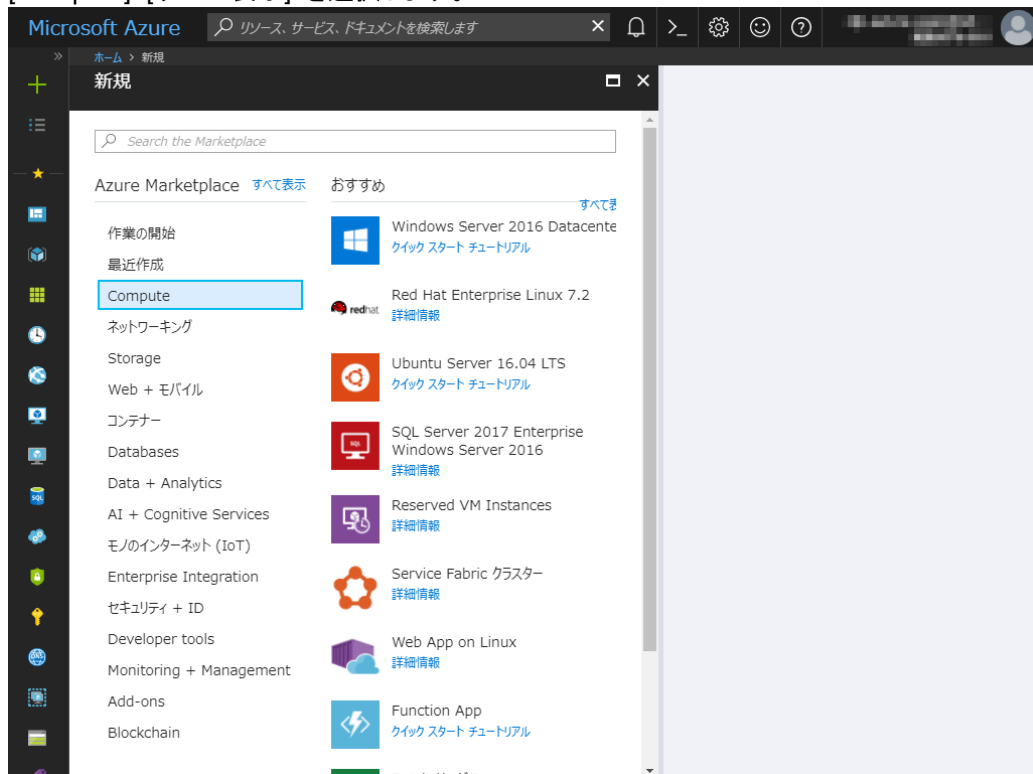 Microsoft Azure
リソース、サービス、ドキュメントを検索します
ホーム > 新規
新規
Search the Marketplace
Azure Marketplace すべて表示
おすすめ
作業の開始
最近作成
Compute
ネットワーキング
Storage
Web + モバイル
コンテナー
Databases
Data + Analytics
AI + Cognitive Services
モノのインターネット (IoT)
Enterprise Integration
セキュリティ + ID
Developer tools
Monitoring + Management
Add-ons
Blockchain
すべて表
Windows Server 2016 Datacente
クイック スタート チュートリアル
redhat
Red Hat Enterprise Linux 7.2
詳細情報
Ubuntu Server 16.04 LTS
クイック スタート チュートリアル
SQL
SQL Server 2017 Enterprise
Windows Server 2016
詳細情報
Reserved VM Instances
詳細情報
Service Fabric クラスター
詳細情報
Web App on Linux
詳細情報
Function App
クイック スタート チュートリアル
SQL
DNS